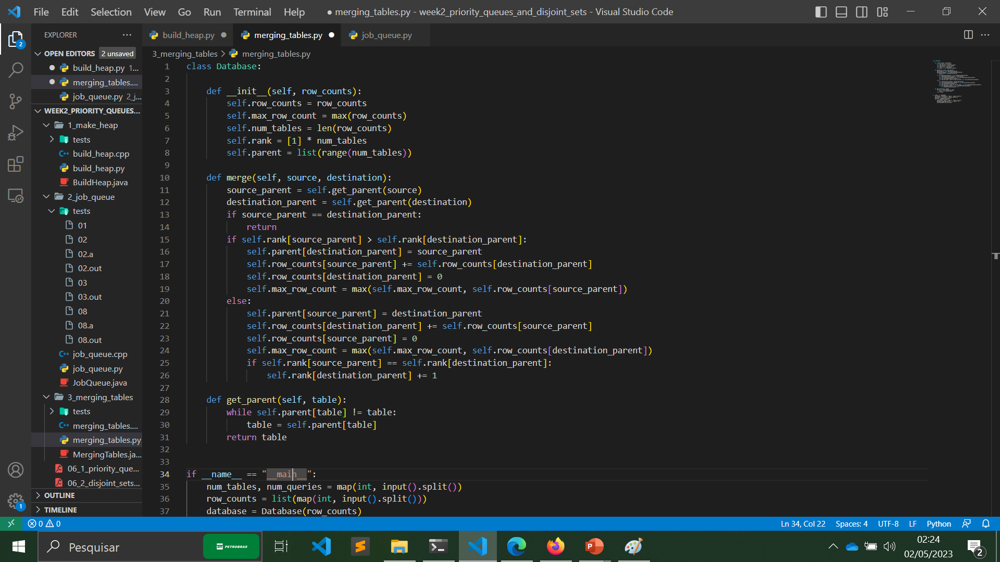 File Edit Selection View Go Run Terminal Help
● merging_tables.py - week2_priority_queues_and_disjoint_sets - Visual Studio Code
2
EXPLORER
OPEN EDITORS 2 unsaved
build_heap.py 1...
merging_tables....
job_queue.py 2_j...
WEEK2_PRIORITY_QUEUES...
1_make_heap
tests
build_heap.cpp
build_heap.py
BuildHeap.java
2_job_queue
tests
01
02
02.a
02.out
03
03.out
08
08.a
08.out
job_queue.cpp
job_queue.py
JobQueue.java
3_merging_tables
tests
merging_tables....
merging_tables.py
MergingTables.ja...
06_1_priority_que...
06_2_disjoint_sets...
OUTLINE
TIMELINE
1
build_heap.py
merging_tables.py
job_queue.py
3_merging_tables > merging_tables.py
1 class Database:
2
3     def __init__(self, row_counts):
4         self.row_counts = row_counts
5         self.max_row_count = max(row_counts)
6         self.num_tables = len(row_counts)
7         self.rank = [1] * num_tables
8         self.parent = list(range(num_tables))
9
10     def merge(self, source, destination):
11         source_parent = self.get_parent(source)
12         destination_parent = self.get_parent(destination)
13         if source_parent == destination_parent:
14             return
15         if self.rank[source_parent] > self.rank[destination_parent]:
16             self.parent[destination_parent] = source_parent
17             self.row_counts[source_parent] += self.row_counts[destination_parent]
18             self.row_counts[destination_parent] = 0
19             self.max_row_count = max(self.max_row_count, self.row_counts[source_parent])
20         else:
21             self.parent[source_parent] = destination_parent
22             self.row_counts[destination_parent] += self.row_counts[source_parent]
23             self.row_counts[source_parent] = 0
24             self.max_row_count = max(self.max_row_count, self.row_counts[destination_parent])
25             if self.rank[source_parent] == self.rank[destination_parent]:
26                 self.rank[destination_parent] += 1
27
28     def get_parent(self, table):
29         while self.parent[table] != table:
30             table = self.parent[table]
31         return table
32
33
34 if __name__ == "__main__":
35     num_tables, num_queries = map(int, input().split())
36     row_counts = list(map(int, input().split()))
37     database = Database(row_counts)
0 0
Ln 34, Col 22 Spaces: 4 UTF-8 LF Python
Pesquisar
BR PETROBRAS
02:24
02/05/2023
2